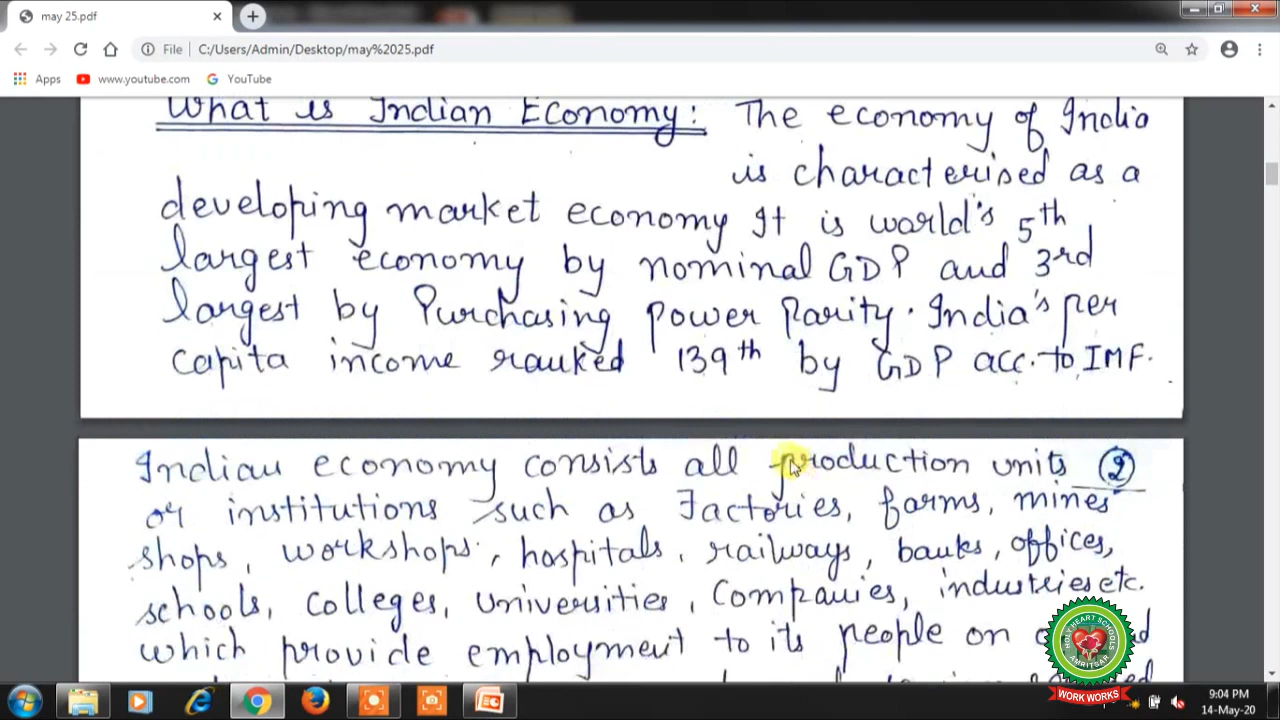 may 25.pdf
File C:/Users/Admin/Desktop/may%2025.pdf
Apps www.youtube.com YouTube
What is Indian Economy: The economy of India
is characterised as a
developing market economy It is world's 5th
largest economy by nominal GDP and 3rd
largest by Purchasing power Parity. India's per
capita income ranked 139th by GDP acc. to IMF.
Indian economy consists all production units 2
or institutions such as Factories, farms, mines
shops, workshops, hospitals, railways, banks, offices,
schools, colleges, universities, Companies, industries etc.
which provide employment to its people on
HOLY HEART SCHOOLS
AMRITSAR
WORK WORKS
9:04 PM
14-May-20